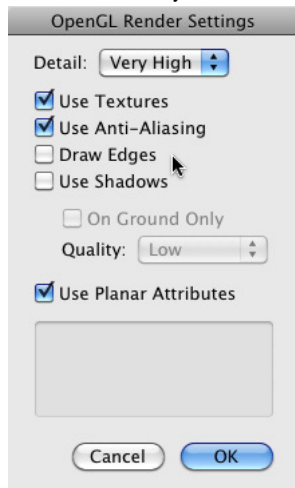 OpenGL Render Settings
Detail: Very High
Use Textures
Use Anti-Aliasing
Draw Edges
Use Shadows
On Ground Only
Quality: Low
Use Planar Attributes
Cancel OK